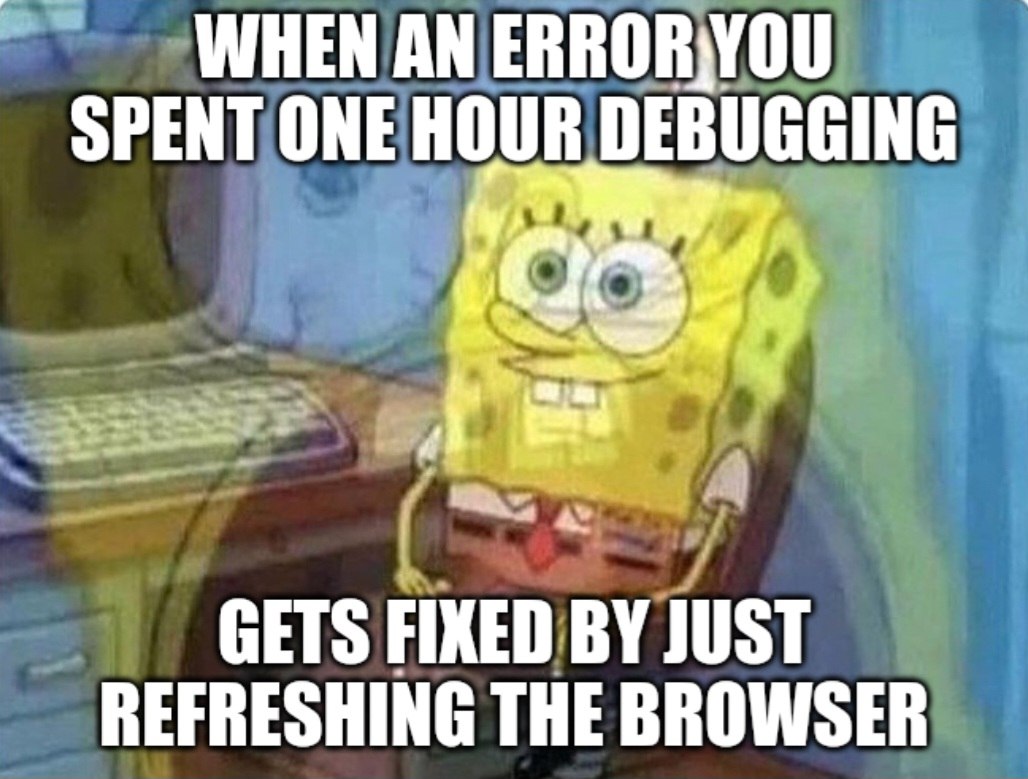 WHEN AN ERROR YOU
SPENT ONE HOUR DEBUGGING
GETS FIXED BY JUST
REFRESHING THE BROWSER